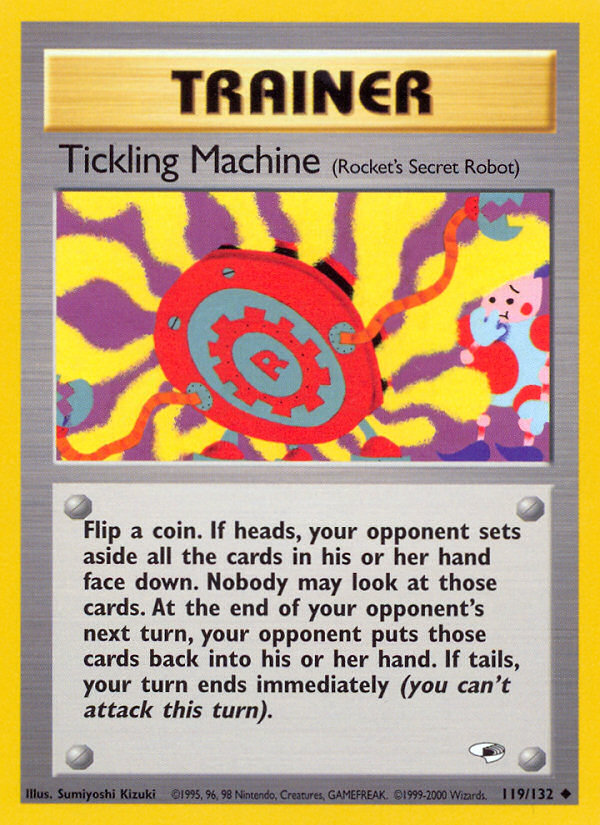 TRAINER
Tickling Machine (Rocket's Secret Robot)
R
Flip a coin. If heads, your opponent sets
aside all the cards in his or her hand
face down. Nobody may look at those
cards. At the end of your opponent's
next turn, your opponent puts those
cards back into his or her hand. If tails,
your turn ends immediately (you can't
attack this turn).
Illus. Sumiyoshi Kizuki ©1995, 96, 98 Nintendo, Creatures, GAMEFREAK. ©1999-2000 Wizards. 119/132 ◆